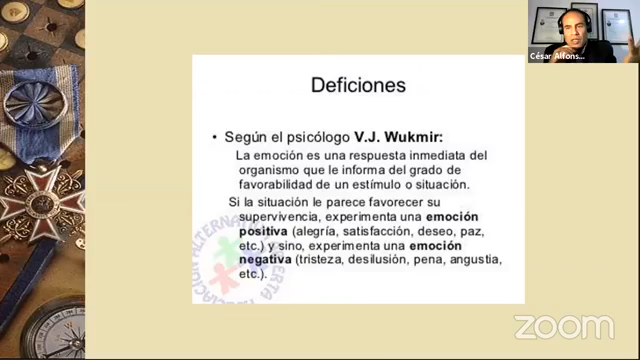 César Alfons...
Deficiones
• Según el psicólogo V.J. Wukmir:
La emoción es una respuesta inmediata del
organismo que le informa del grado de
favorabilidad de un estímulo o situación.
Si la situación le parece favorecer su
supervivencia, experimenta una emoción
positiva (alegría, satisfacción, deseo, paz,
etc.) y sino, experimenta una emoción
negativa (tristeza, desilusión, pena, angustia,
etc.).
zoom